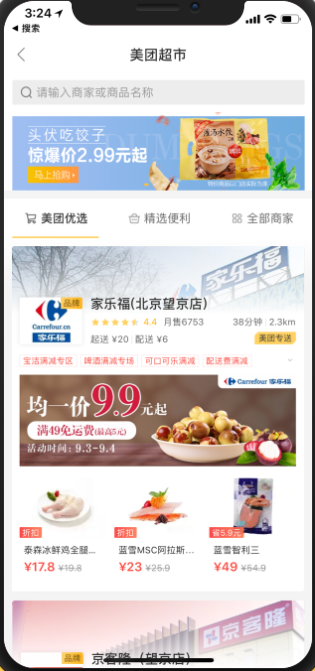 3:24
搜索
美团超市
请输入商家或商品名称
头伏吃饺子
惊爆价2.99元起
马上抢购
美团优选
精选便利
全部商家
家乐福
品牌
Carrefour.cn
家乐福
家乐福(北京望京店)
4.4 月售6753
38分钟 2.3km
起送 ¥20 配送 ¥6
美团专送
宝洁满减专区
啤酒满减专场
可口可乐满减
配送费满减
Carrefour 家乐福
均一价9.9元起
满49免运费(最高5元)
活动时间:9.3-9.4
折扣
折扣
省5.9元
泰森冰鲜鸡全腿...
蓝雪MSC阿拉斯...
蓝雪智利三
¥17.8 ¥19.8
¥23 ¥25.9
¥49 ¥54.9
京客隆
品牌
京客隆（望京店）